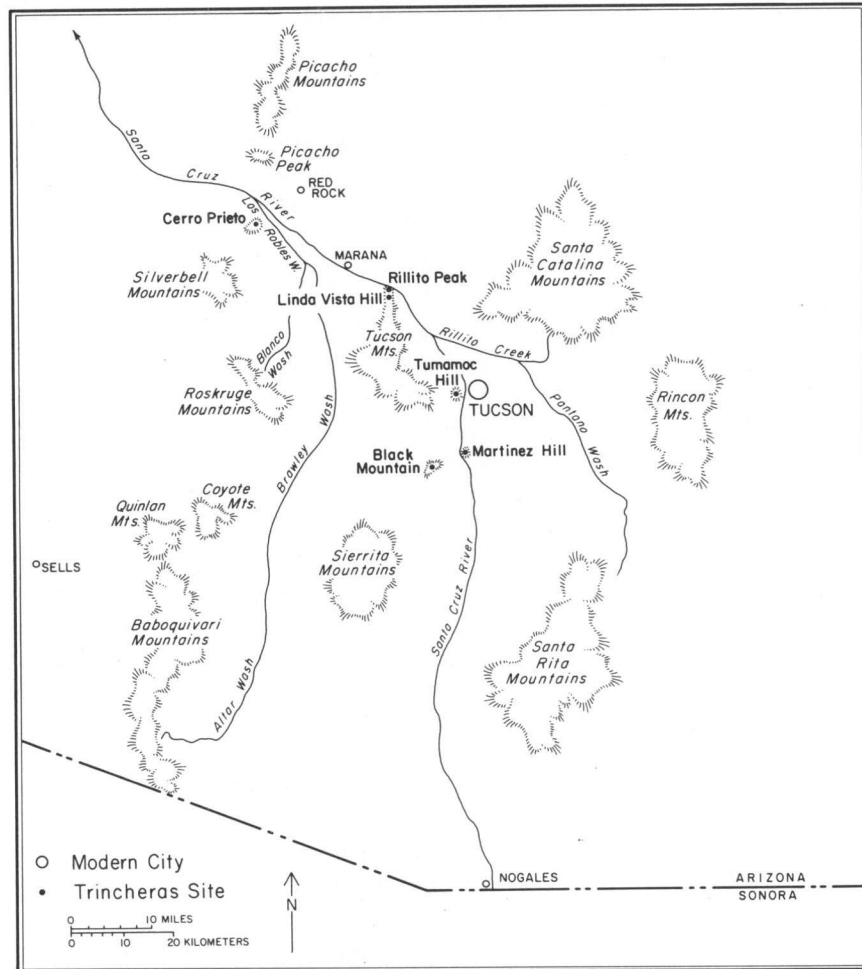 Picacho
Mountains
Picacho
Peak
RED
ROCK
Santa
Cruz
River
Cerro Prieto
Los
Robles W.
MARANA
Santa
Catalina
Mountains
Silverbell
Mountains
Rillito Peak
Linda Vista Hill
Tucson
Mts.
Rillito
Creek
Blanco
Wash
Roskruge
Mountains
Tumamoc
Hill
TUCSON
Rincon
Mts.
Pantano
Wash
Brawley
Wash
Black
Mountain
Martinez Hill
Coyote
Mts.
Quinlan
Mts.
SELLS
Sierrita
Mountains
Santa Cruz River
Baboquivari
Mountains
Santa
Rita
Mountains
Altar Wash
Modern City
Trincheras Site
NOGALES
ARIZONA
SONORA
0 10 MILES
0 10 20 KILOMETERS
N